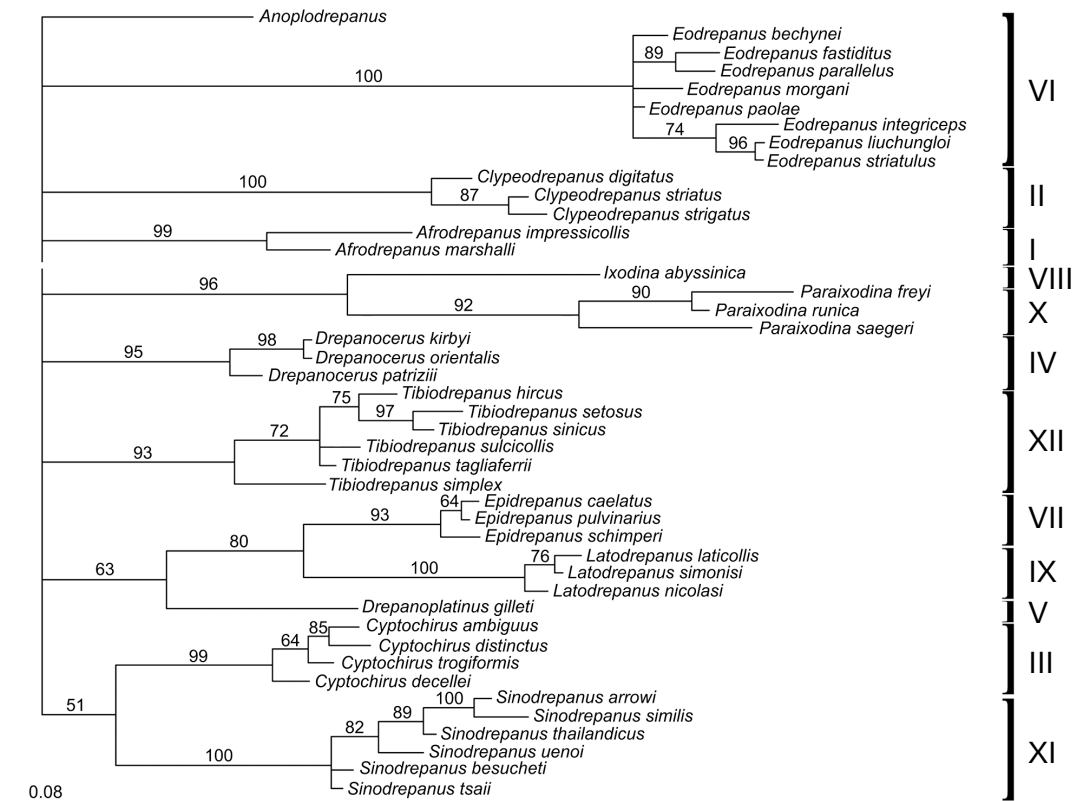 Anoplodrepanus
Eodrepanus bechynei
89
Eodrepanus fastiditus
100
Eodrepanus parallelus
Eodrepanus morgani
VI
Eodrepanus paolae
74
Eodrepanus integriceps
96
Eodrepanus liuchungloi
Eodrepanus striatulus
100
Clypeodrepanus digitatus
87
Clypeodrepanus striatus
II
Clypeodrepanus strigatus
99
Afrodrepanus impressicollis
Afrodrepanus marshalli
I
96
Ixodina abyssinica
VIII
90
Paraixodina freyi
92
Paraixodina runica
X
Paraixodina saegeri
98
Drepanocerus kirbyi
95
Drepanocerus orientalis
IV
Drepanocerus patriziii
75
Tibiodrepanus hircus
97
Tibiodrepanus setosus
72
Tibiodrepanus sinicus
XII
93
Tibiodrepanus sulcicollis
Tibiodrepanus tagliaferrii
Tibiodrepanus simplex
64
Epidrepanus caelatus
93
Epidrepanus pulvinarius
VII
Epidrepanus schimperi
80
76
Latodrepanus laticollis
63
100
Latodrepanus simonisi
IX
Latodrepanus nicolasi
Drepanoplatinus gilleti
V
85
Cyptochirus ambiguus
64
Cyptochirus distinctus
99
Cyptochirus trogiformis
III
Cyptochirus decellei
51
100
Sinodrepanus arrowi
89
Sinodrepanus similis
82
Sinodrepanus thailandicus
100
Sinodrepanus uenoi
XI
Sinodrepanus besucheti
Sinodrepanus tsaii
0.08